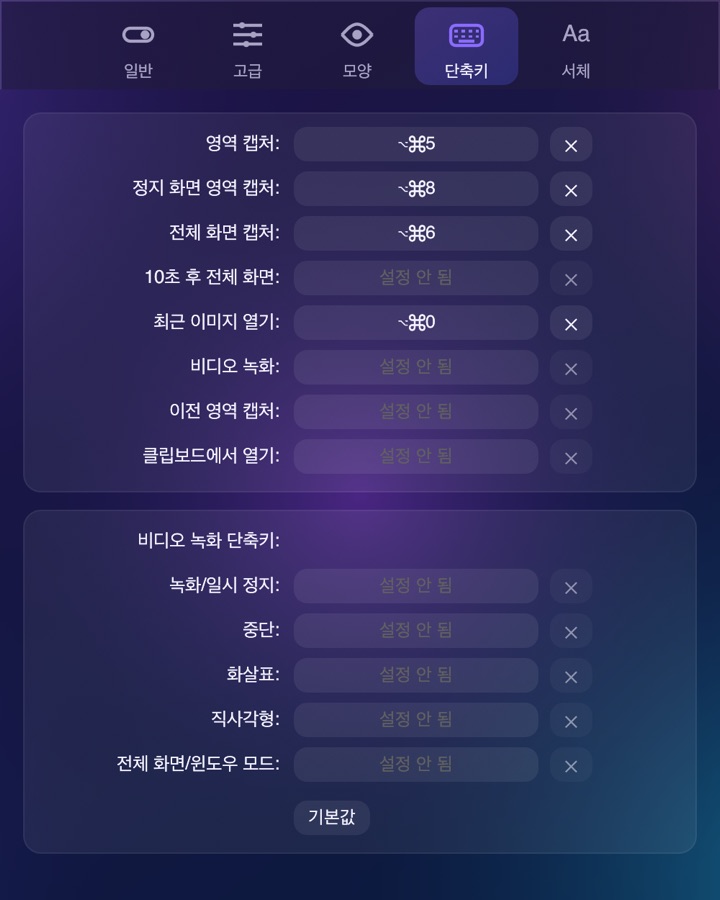 일반
고급
모양
단축키
Aa
서체
영역 캡처: ⌥⌘5
정지 화면 영역 캡처: ⌥⌘8
전체 화면 캡처: ⌥⌘6
10초 후 전체 화면: 설정 안 됨
최근 이미지 열기: ⌥⌘0
비디오 녹화: 설정 안 됨
이전 영역 캡처: 설정 안 됨
클립보드에서 열기: 설정 안 됨
비디오 녹화 단축키:
녹화/일시 정지: 설정 안 됨
중단: 설정 안 됨
화살표: 설정 안 됨
직사각형: 설정 안 됨
전체 화면/윈도우 모드: 설정 안 됨
기본값